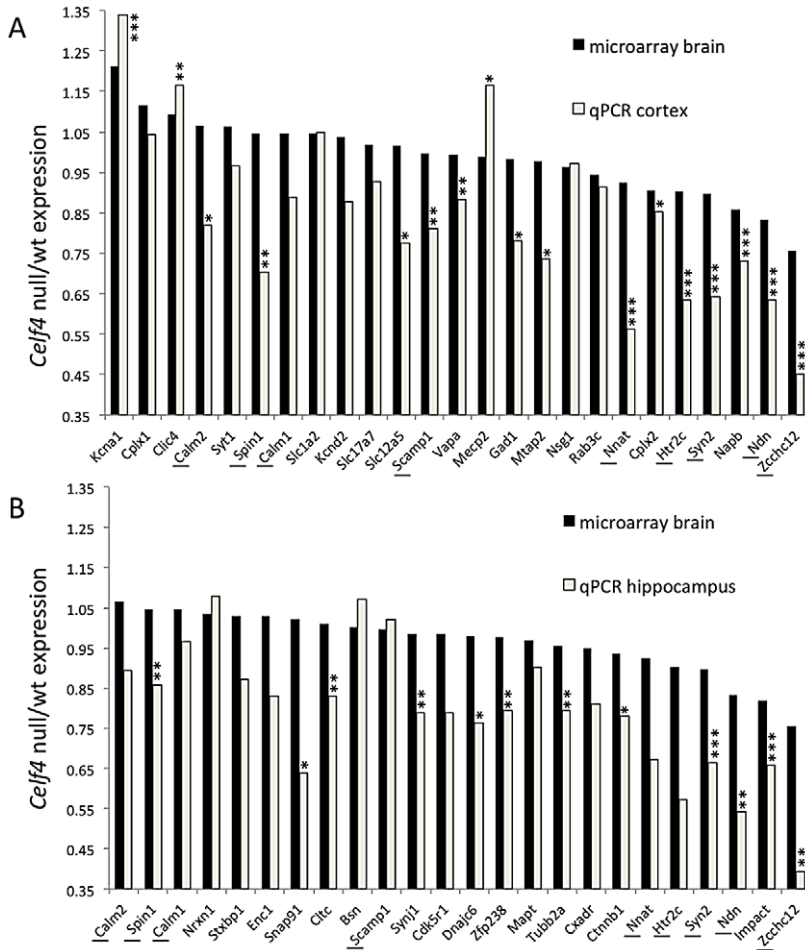 A
1.35
1.25
1.15
1.05
0.95
0.85
0.75
0.65
0.55
0.45
0.35
Celf4 null/wt expression
microarray brain
qPCR cortex
*** ** * ** * ** ** * * * *** * *** *** *** *** ***
Kcna1 Cplx1 Clic4 Calm2 Syt1 Spin1 Calm1 Slc1a2 Kcnd2 Slc17a7 Slc12a5 Scamp1 Vapa Mecp2 Gad1 Mtap2 Nsg1 Rab3c Nnat Cplx2 Htr2c Syn2 Napb Ndn Zcchc12
B
1.35
1.25
1.15
1.05
0.95
0.85
0.75
0.65
0.55
0.45
0.35
Celf4 null/wt expression
microarray brain
qPCR hippocampus
** * ** ** * ** ** * *** ** *** **
Calm2 Spin1 Calm1 Nrxn1 Stxbp1 Enc1 Snap91 Cltc Bsn Scamp1 Synj1 Cdk5r1 Dnajc6 Zfp238 Mapt Tubb2a Cxadr Ctnnb1 Nnat Htr2c Syn2 Ndn Impact Zcchc12